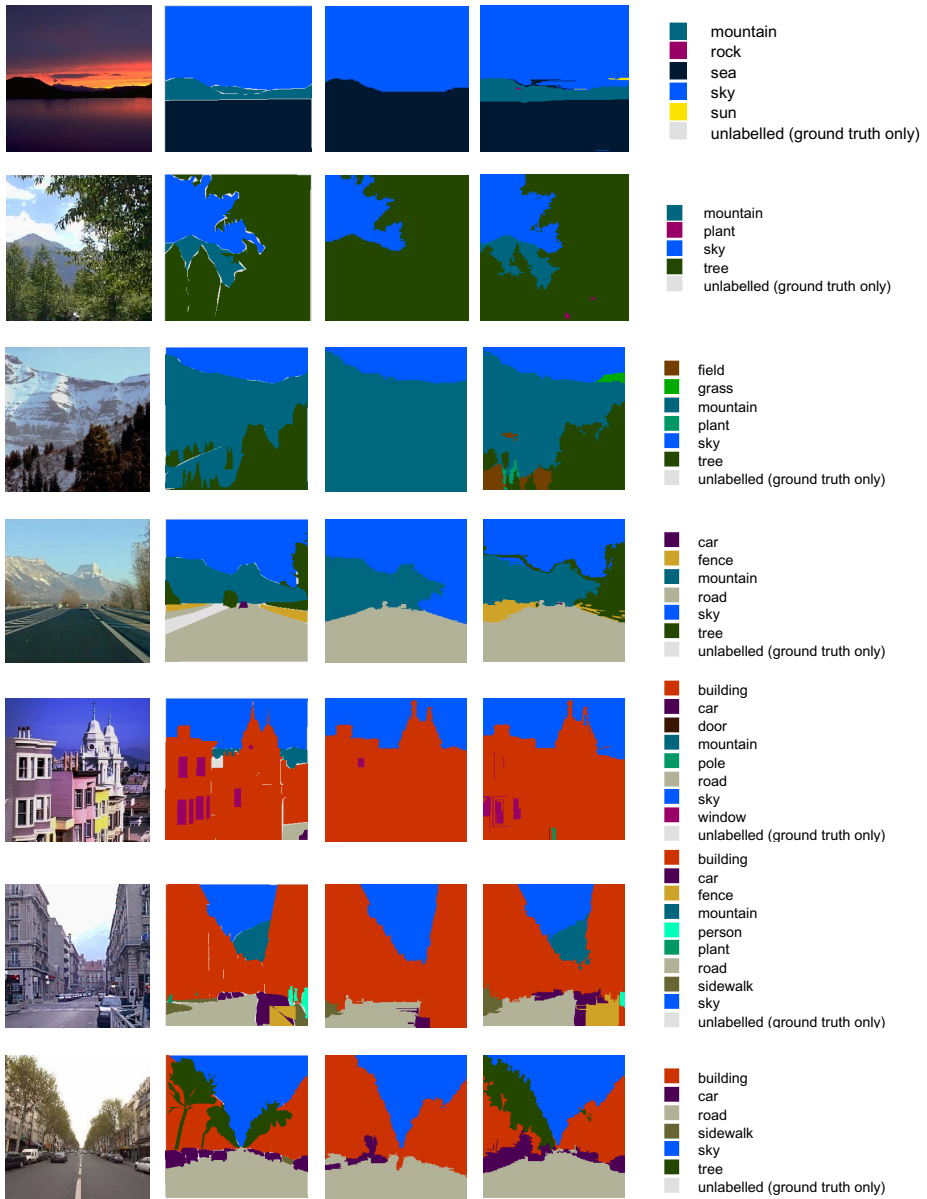 mountain
rock
sea
sky
sun
unlabelled (ground truth only)
mountain
plant
sky
tree
unlabelled (ground truth only)
field
grass
mountain
plant
sky
tree
unlabelled (ground truth only)
car
fence
mountain
road
sky
tree
unlabelled (ground truth only)
building
car
door
mountain
pole
road
sky
window
unlabelled (ground truth only)
building
car
fence
mountain
person
plant
road
sidewalk
sky
unlabelled (ground truth only)
building
car
road
sidewalk
sky
tree
unlabelled (ground truth only)